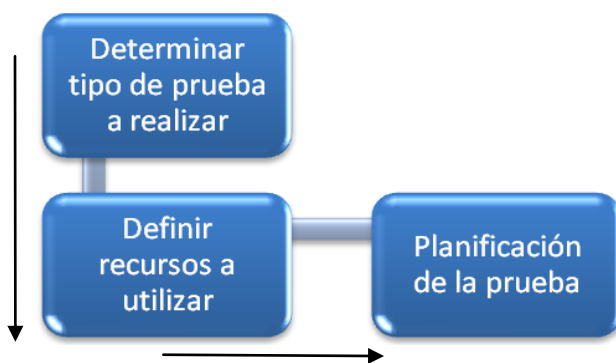 Determinar
tipo de prueba
a realizar
Definir
recursos a
utilizar
Planificación
de la prueba